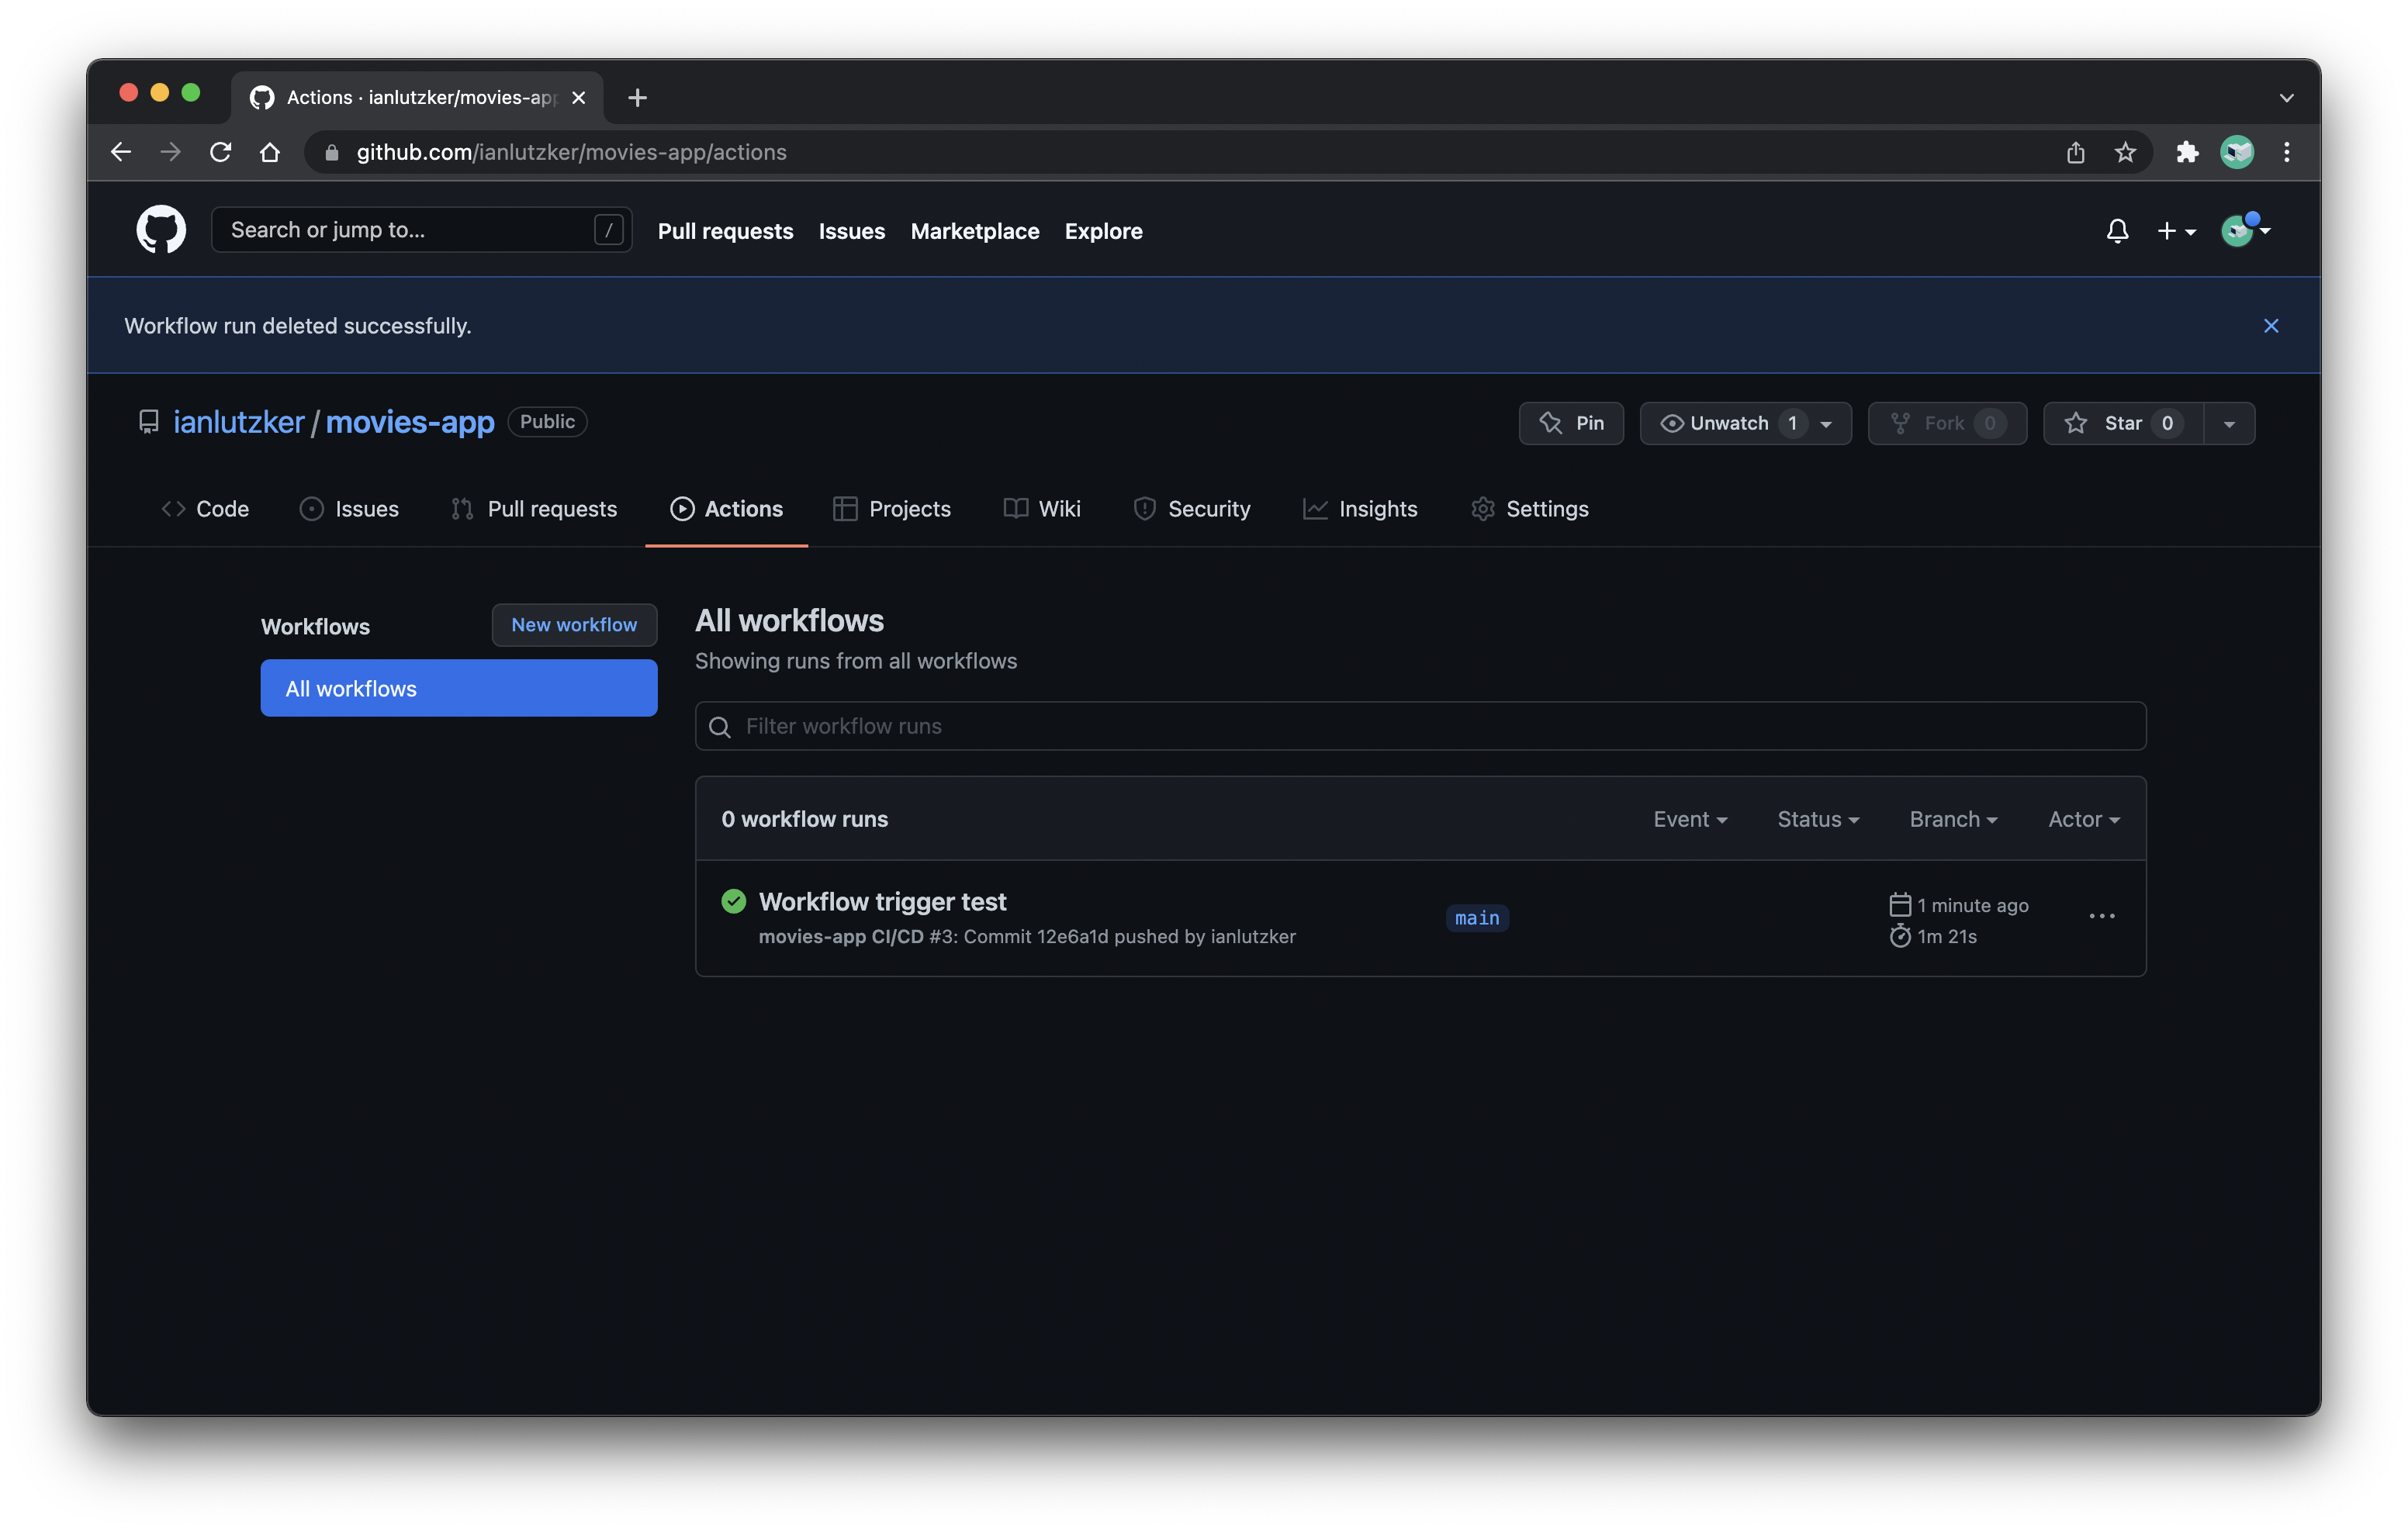 Actions · ianlutzker/movies-app
github.com/ianlutzker/movies-app/actions
Search or jump to... /
Pull requests Issues Marketplace Explore
Workflow run deleted successfully.
ianlutzker / movies-app Public
Pin Unwatch 1 Fork 0 Star 0
Code Issues Pull requests Actions Projects Wiki Security Insights Settings
Workflows New workflow
All workflows
All workflows
Showing runs from all workflows
Filter workflow runs
0 workflow runs Event Status Branch Actor
Workflow trigger test
movies-app CI/CD #3: Commit 12e6a1d pushed by ianlutzker
main
1 minute ago
1m 21s